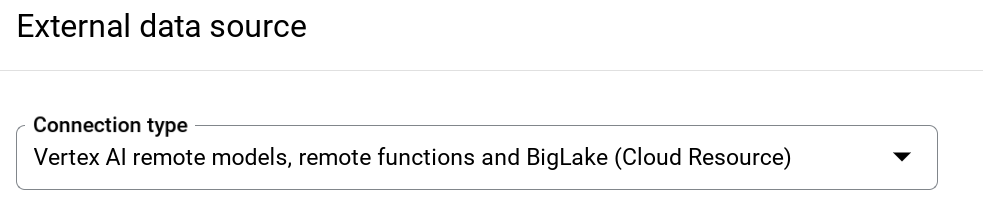 External data source
Connection type
Vertex AI remote models, remote functions and BigLake (Cloud Resource)